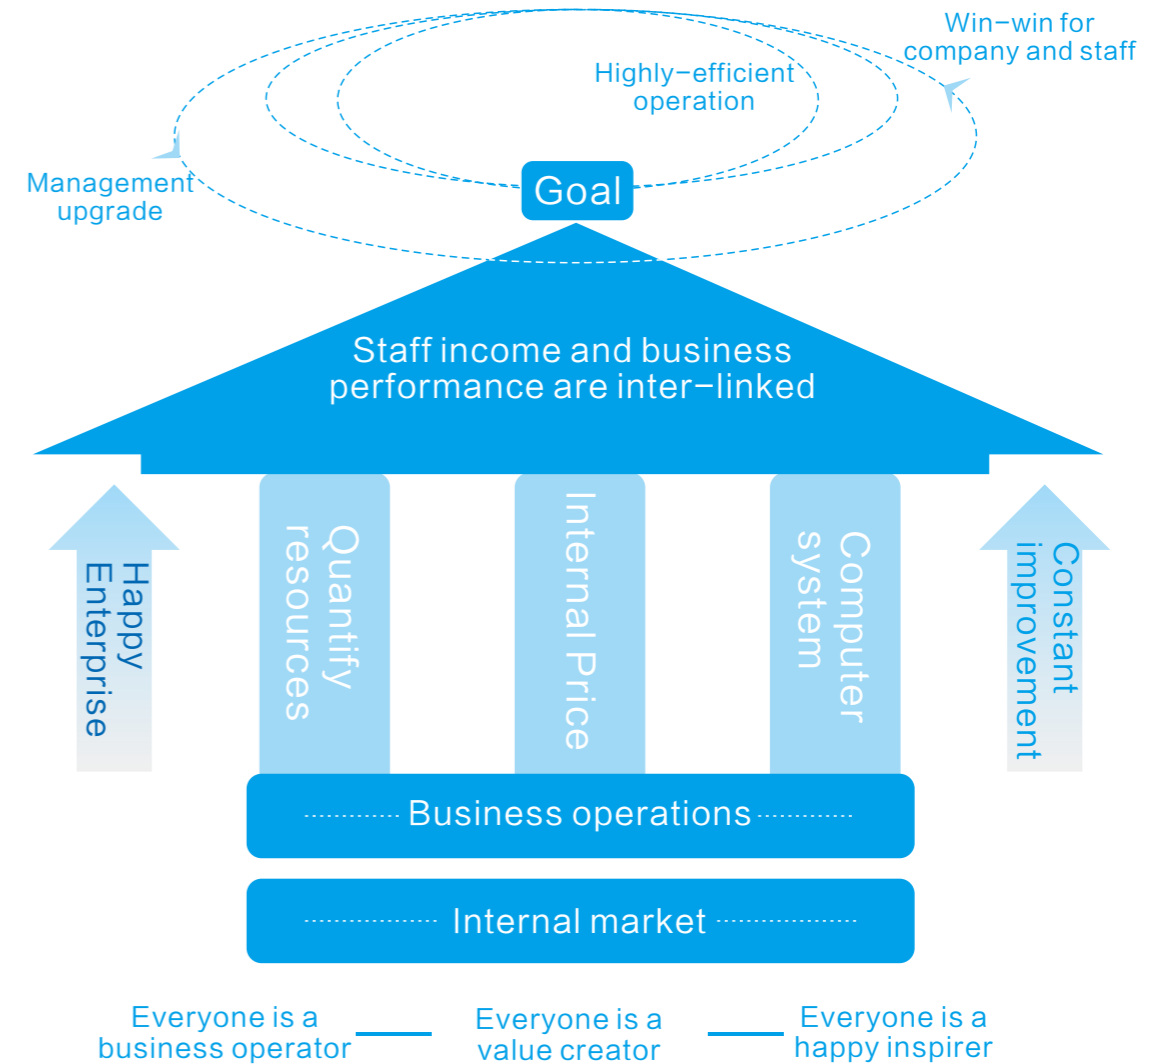 Win-win for
company and staff
Highly-efficient
operation
Management
upgrade
Goal
Staff income and business
performance are inter-linked
Happy
Enterprise
Quantify
resources
Internal Price
Computer
system
Constant
improvement
Business operations
Internal market
Everyone is a
business operator
Everyone is a
value creator
Everyone is a
happy inspirer